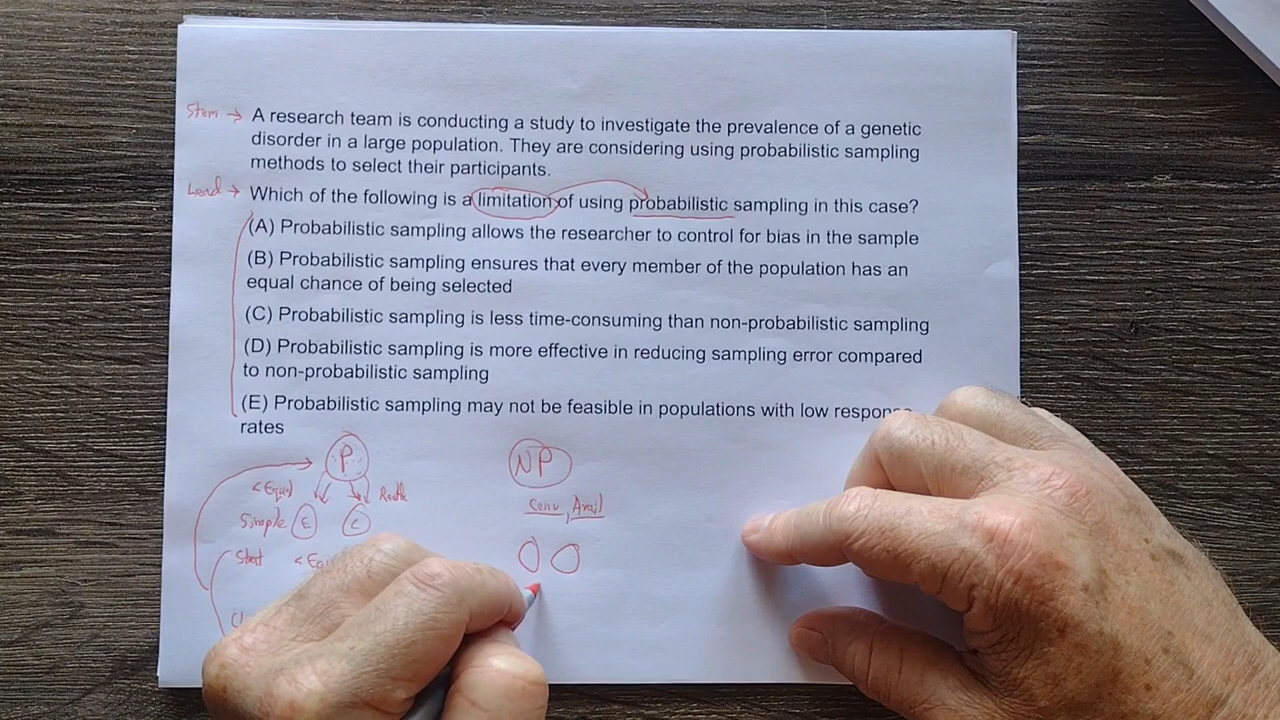 Stem → A research team is conducting a study to investigate the prevalence of a genetic
disorder in a large population. They are considering using probabilistic sampling
methods to select their participants.
Lead → Which of the following is a limitation of using probabilistic sampling in this case?
(A) Probabilistic sampling allows the researcher to control for bias in the sample
(B) Probabilistic sampling ensures that every member of the population has an
equal chance of being selected
(C) Probabilistic sampling is less time-consuming than non-probabilistic sampling
(D) Probabilistic sampling is more effective in reducing sampling error compared
to non-probabilistic sampling
(E) Probabilistic sampling may not be feasible in populations with low response
rates
P NP
< Equal
Conv, Avail
Simple E C
Strat